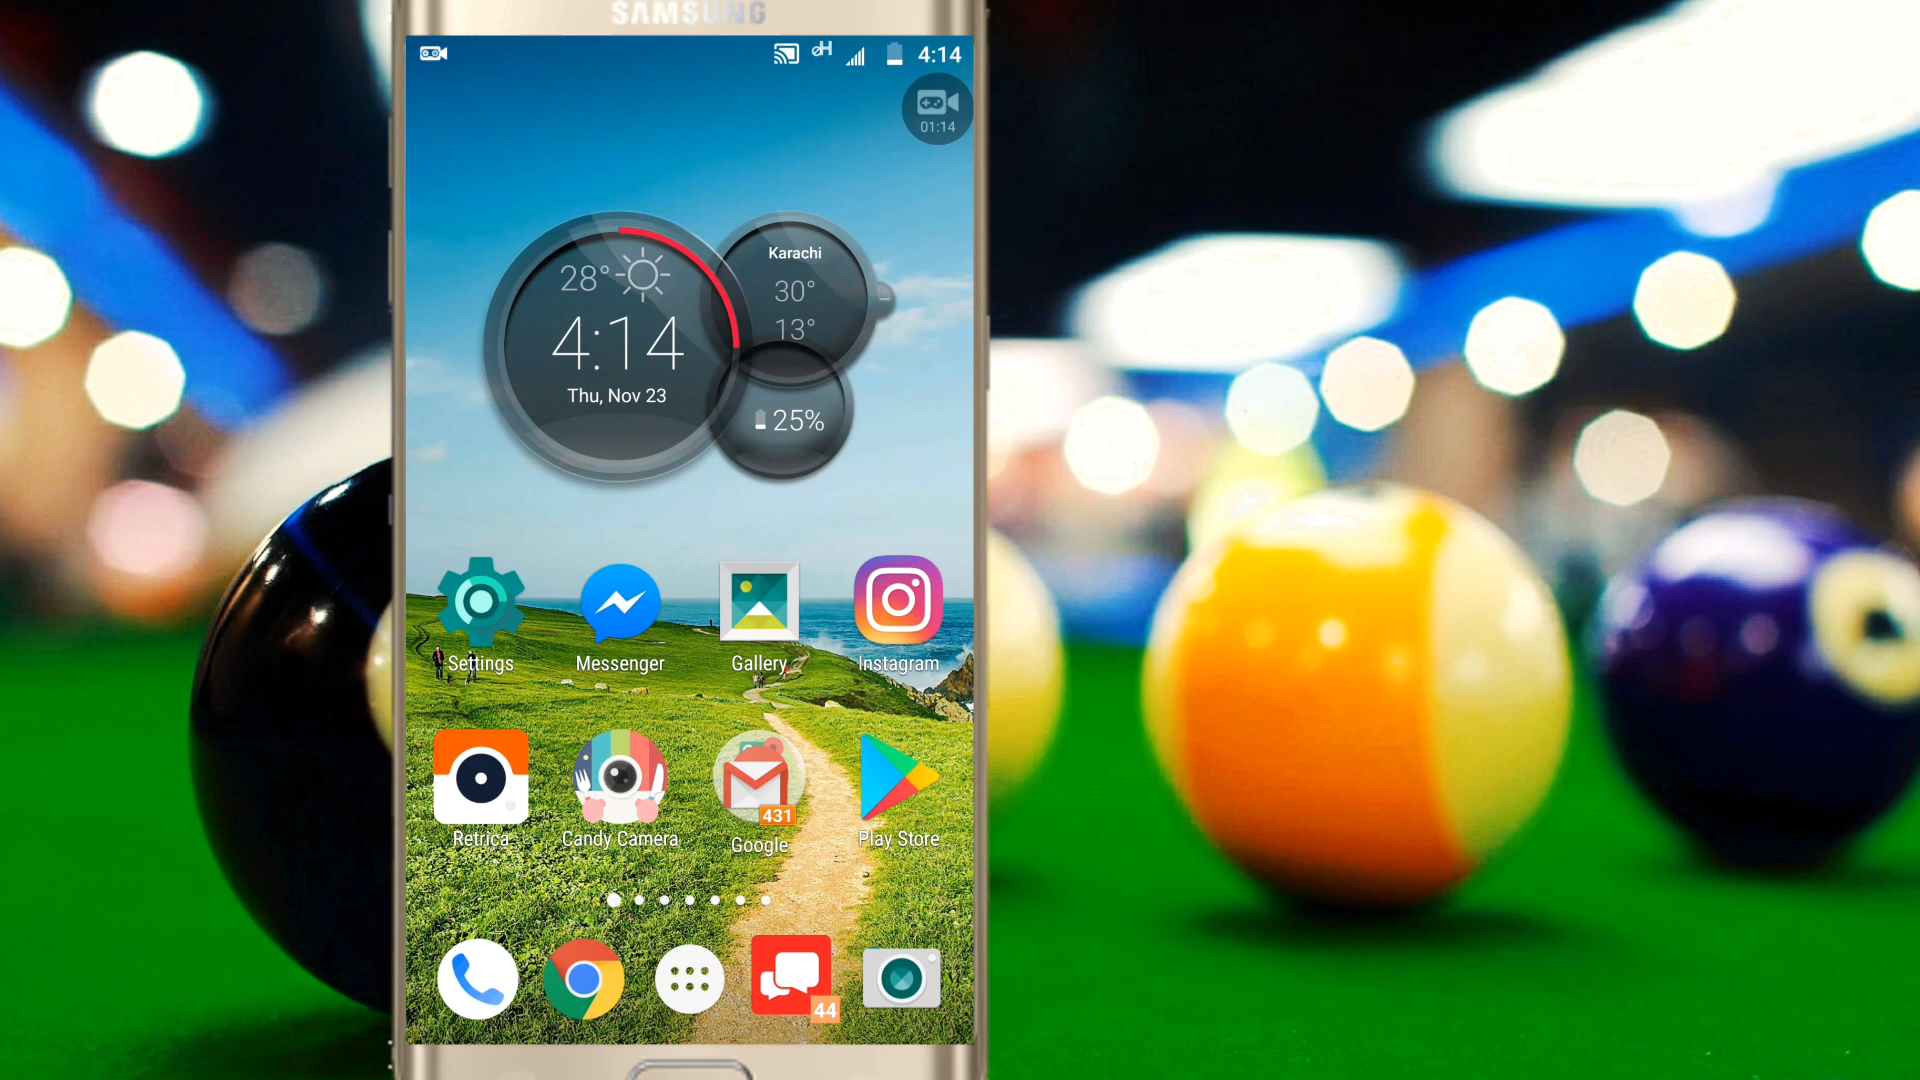 SAMSUNG
4:14
01:14
28°
4:14
Thu, Nov 23
Karachi
30°
13°
25%
Settings
Messenger
Gallery
Instagram
431
Retrica
Candy Camera
Google
Play Store
44